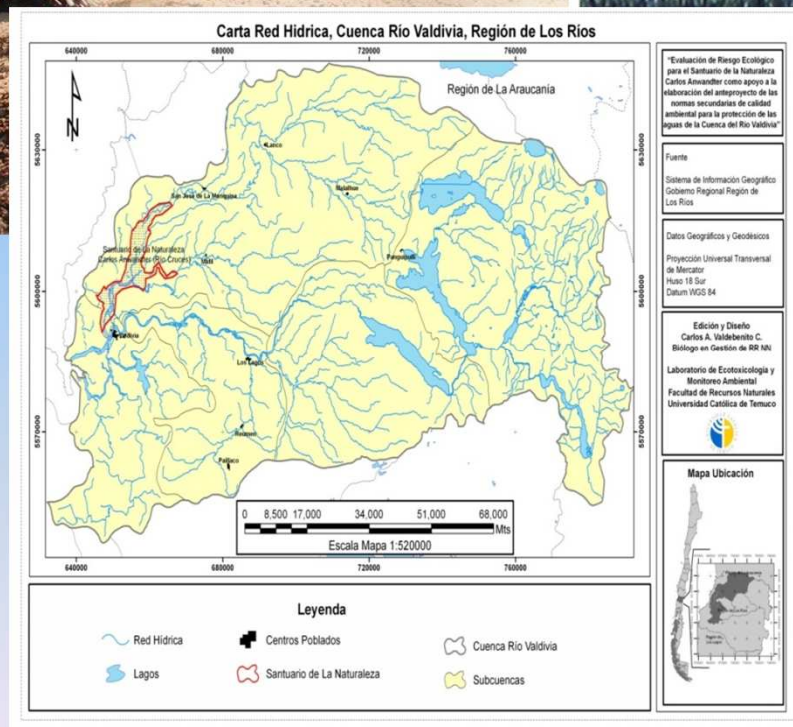 Carta Red Hídrica, Cuenca Río Valdivia, Región de Los Ríos
640000 680000 720000 760000
Región de La Araucanía
5630000
5630000
Lanco
San José de La Mariquina
Malalhue
Santuario de La Naturaleza
Carlos Anwandter (Río Cruces)
Máfil
Panguipulli
5600000
5600000
Valdivia
Los Lagos
5570000
5570000
Reumen
Paillaco
0 8,500 17,000 34,000 51,000 68,000
Mts
Escala Mapa 1:520000
640000 680000 720000 760000
Leyenda
Red Hídrica
Centros Poblados
Cuenca Río Valdivia
Lagos
Santuario de La Naturaleza
Subcuencas
"Evaluación de Riesgo Ecológico
para el Santuario de la Naturaleza
Carlos Anwandter como apoyo a la
elaboración del anteproyecto de las
normas secundarias de calidad
ambiental para la protección de las
aguas de la Cuenca del Río Valdivia"
Fuente
Sistema de Información Geográfico
Gobierno Regional Región de
Los Ríos
Datos Geográficos y Geodésicos
Proyección Universal Transversal
de Mercator
Huso 18 Sur
Datum WGS 84
Edición y Diseño
Carlos A. Valdebenito C.
Biólogo en Gestión de RR NN
Laboratorio de Ecotoxicología y
Monitoreo Ambiental
Facultad de Recursos Naturales
Universidad Católica de Temuco
Mapa Ubicación